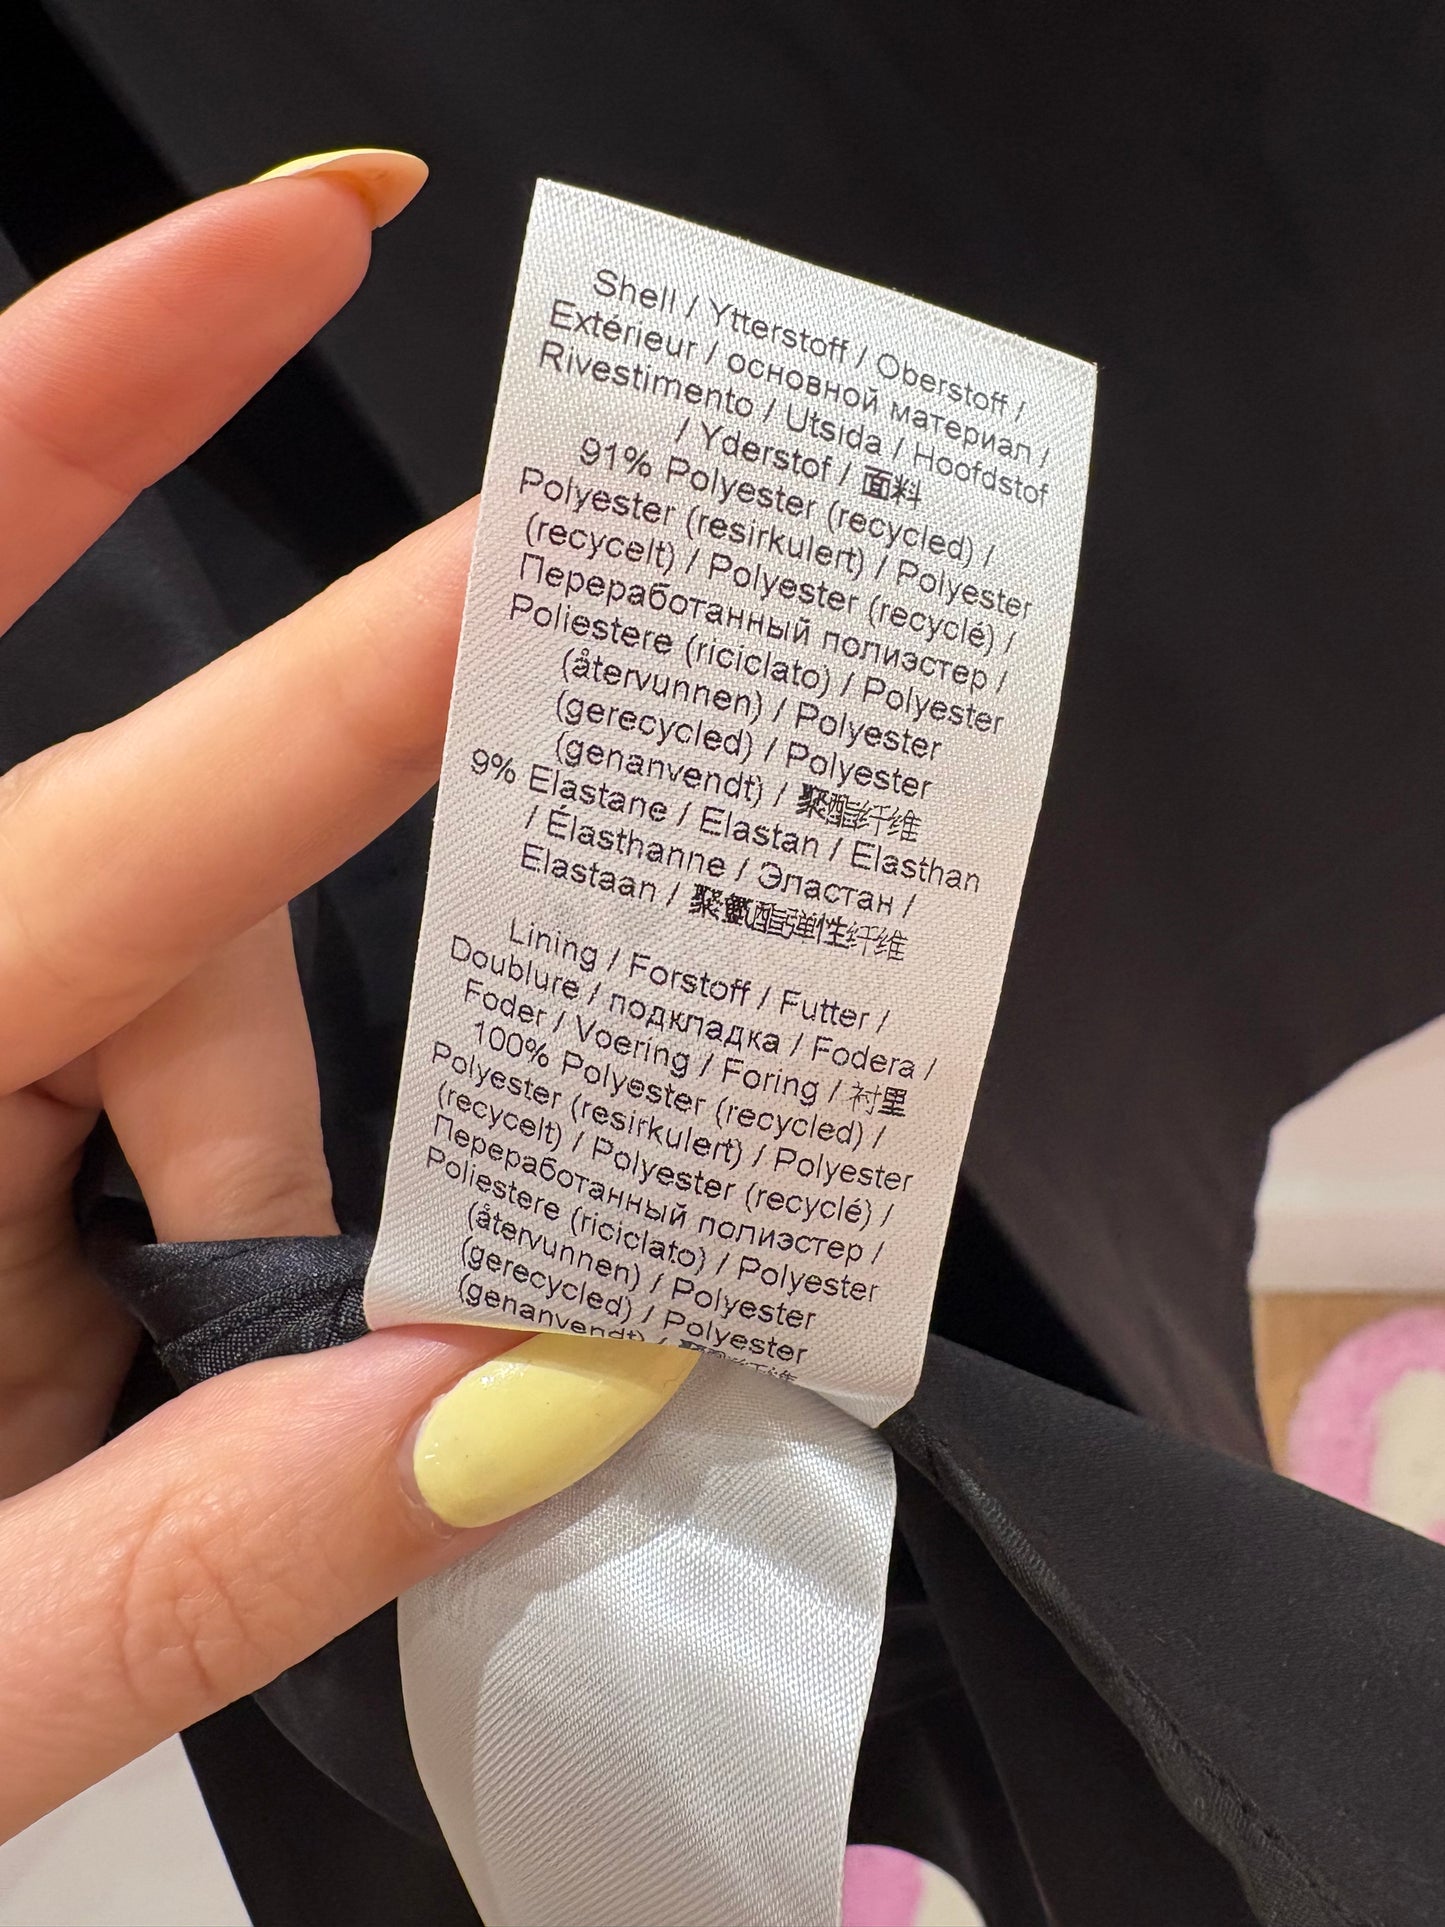 Shell / Ytterstoff / Oberstoff /
Extérieur / основной материал /
Rivestimento / Utsida / Hoofdstof
/ Yderstof / 面料
91% Polyester (recycled) /
Polyester (resirkulert) / Polyester
(recycelt) / Polyester (recyclé) /
Переработанный полиэстер /
Poliestere (riciclato) / Polyester
(återvunnen) / Polyester
(gerecycled) / Polyester
(genanvendt) / 聚酯纤维
9% Elastane / Elastan / Elasthan
/ Élasthanne / Эластан /
Elastaan / 聚氨酯弹性纤维
Lining / Forstoff / Futter /
Doublure / подкладка / Fodera /
Foder / Voering / Foring / 衬里
100% Polyester (recycled) /
Polyester (resirkulert) / Polyester
(recycelt) / Polyester (recyclé) /
Переработанный полиэстер /
Poliestere (riciclato) / Polyester
(återvunnen) / Polyester
(gerecycled) / Polyester
(genanvendt) /